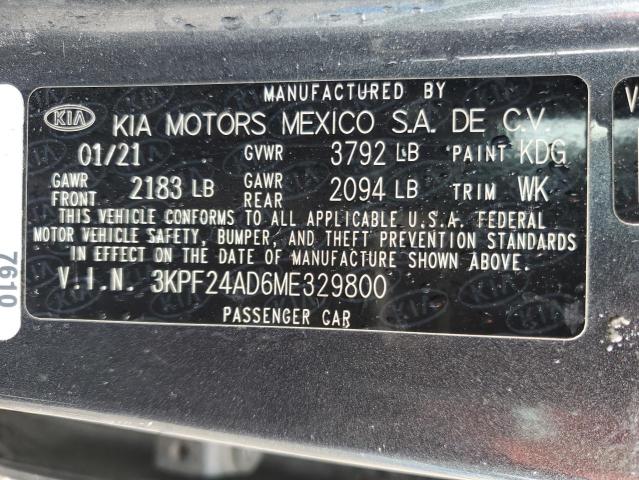 MANUFACTURED BY
KIA KIA MOTORS MEXICO S.A. DE C.V.
01/21 GVWR 3792 LB PAINT KDG
GAWR FRONT 2183 LB GAWR REAR 2094 LB TRIM WK
THIS VEHICLE CONFORMS TO ALL APPLICABLE U.S.A. FEDERAL
MOTOR VEHICLE SAFETY, BUMPER, AND THEFT PREVENTION STANDARDS
IN EFFECT ON THE DATE OF MANUFACTURE SHOWN ABOVE.
V.I.N. 3KPF24AD6ME329800
PASSENGER CAR
7610
V